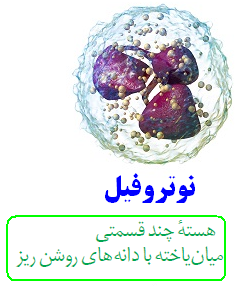 نوتروفیل
هستهٔ چند قسمتی
میان‌یاخته با دانه‌های روشن ریز